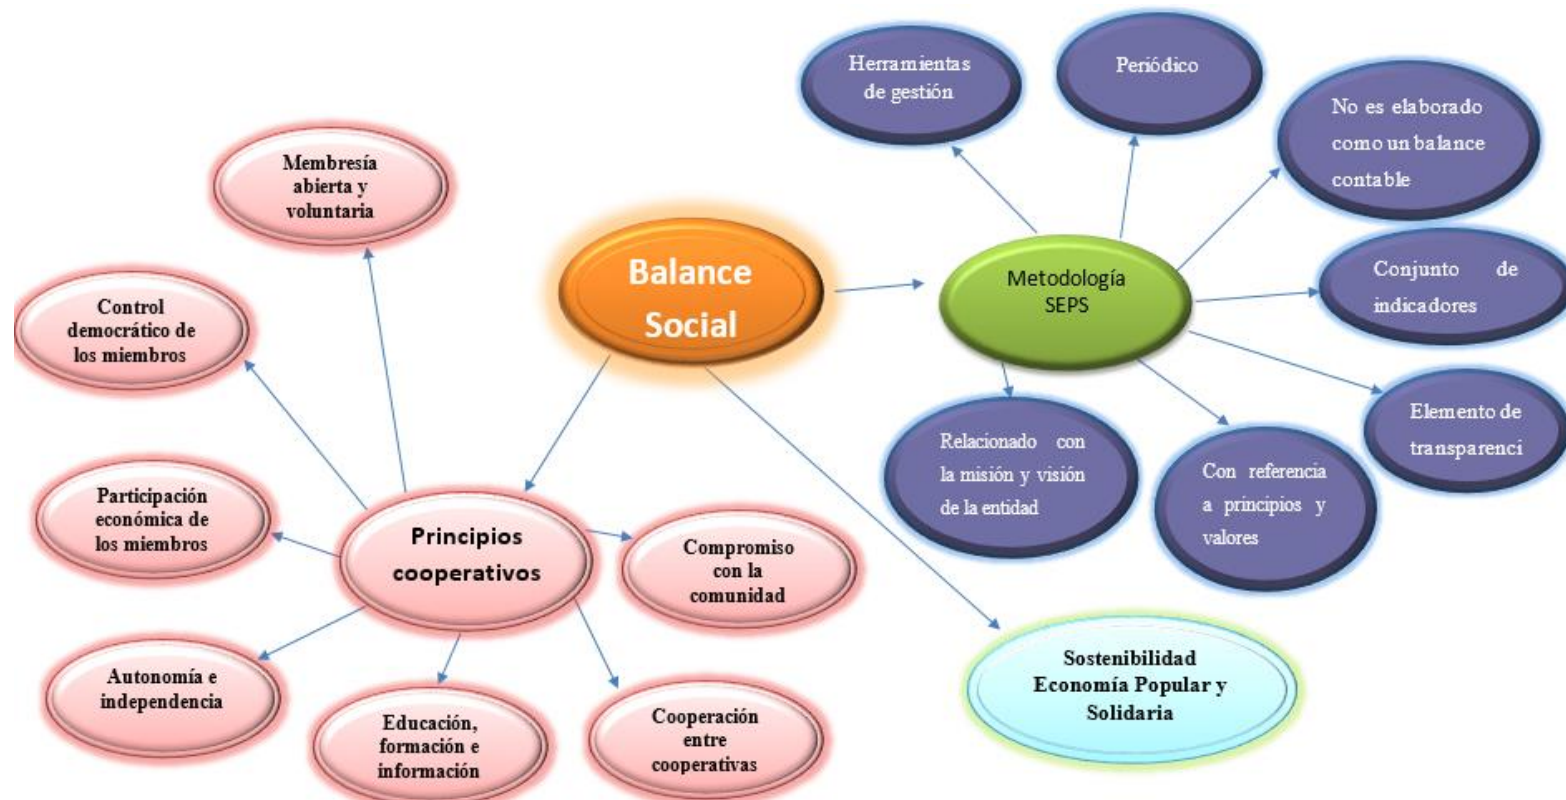 Herramientas
de gestión
Periódico
No es elaborado
como un balance
contable
Membresía
abierta y
voluntaria
Balance
Social
Metodología
SEPS
Conjunto de
indicadores
Control
democrático de
los miembros
Elemento de
transparenci
Relacionado con
la misión y visión
de la entidad
Con referencia
a principios y
valores
Participación
económica de
los miembros
Principios
cooperativos
Compromiso
con la
comunidad
Sostenibilidad
Economía Popular y
Solidaria
Autonomía e
independencia
Educación,
formación e
información
Cooperación
entre
cooperativas